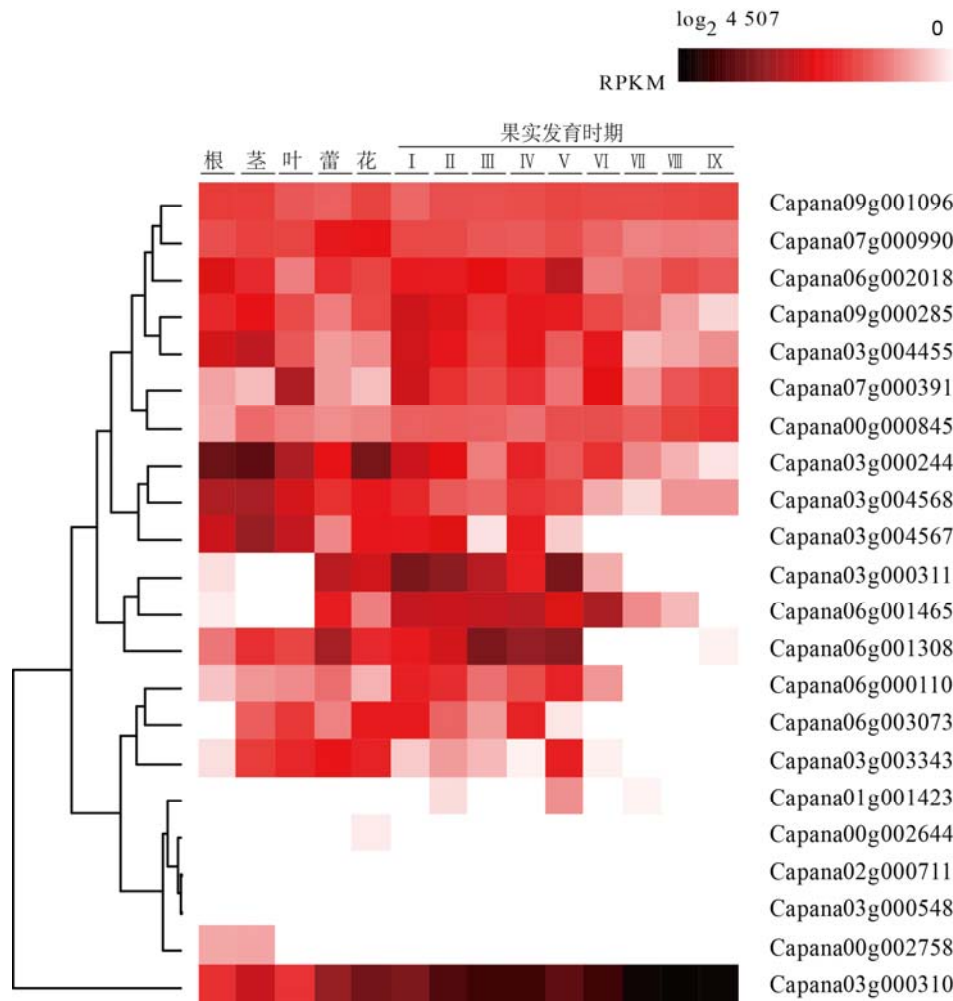 log2 4 507 0
RPKM
果实发育时期
根 茎 叶 蕾 花 Ⅰ Ⅱ Ⅲ Ⅳ Ⅴ Ⅵ Ⅶ Ⅷ Ⅸ
Capana09g001096
Capana07g000990
Capana06g002018
Capana09g000285
Capana03g004455
Capana07g000391
Capana00g000845
Capana03g000244
Capana03g004568
Capana03g004567
Capana03g000311
Capana06g001465
Capana06g001308
Capana06g000110
Capana06g003073
Capana03g003343
Capana01g001423
Capana00g002644
Capana02g000711
Capana03g000548
Capana00g002758
Capana03g000310